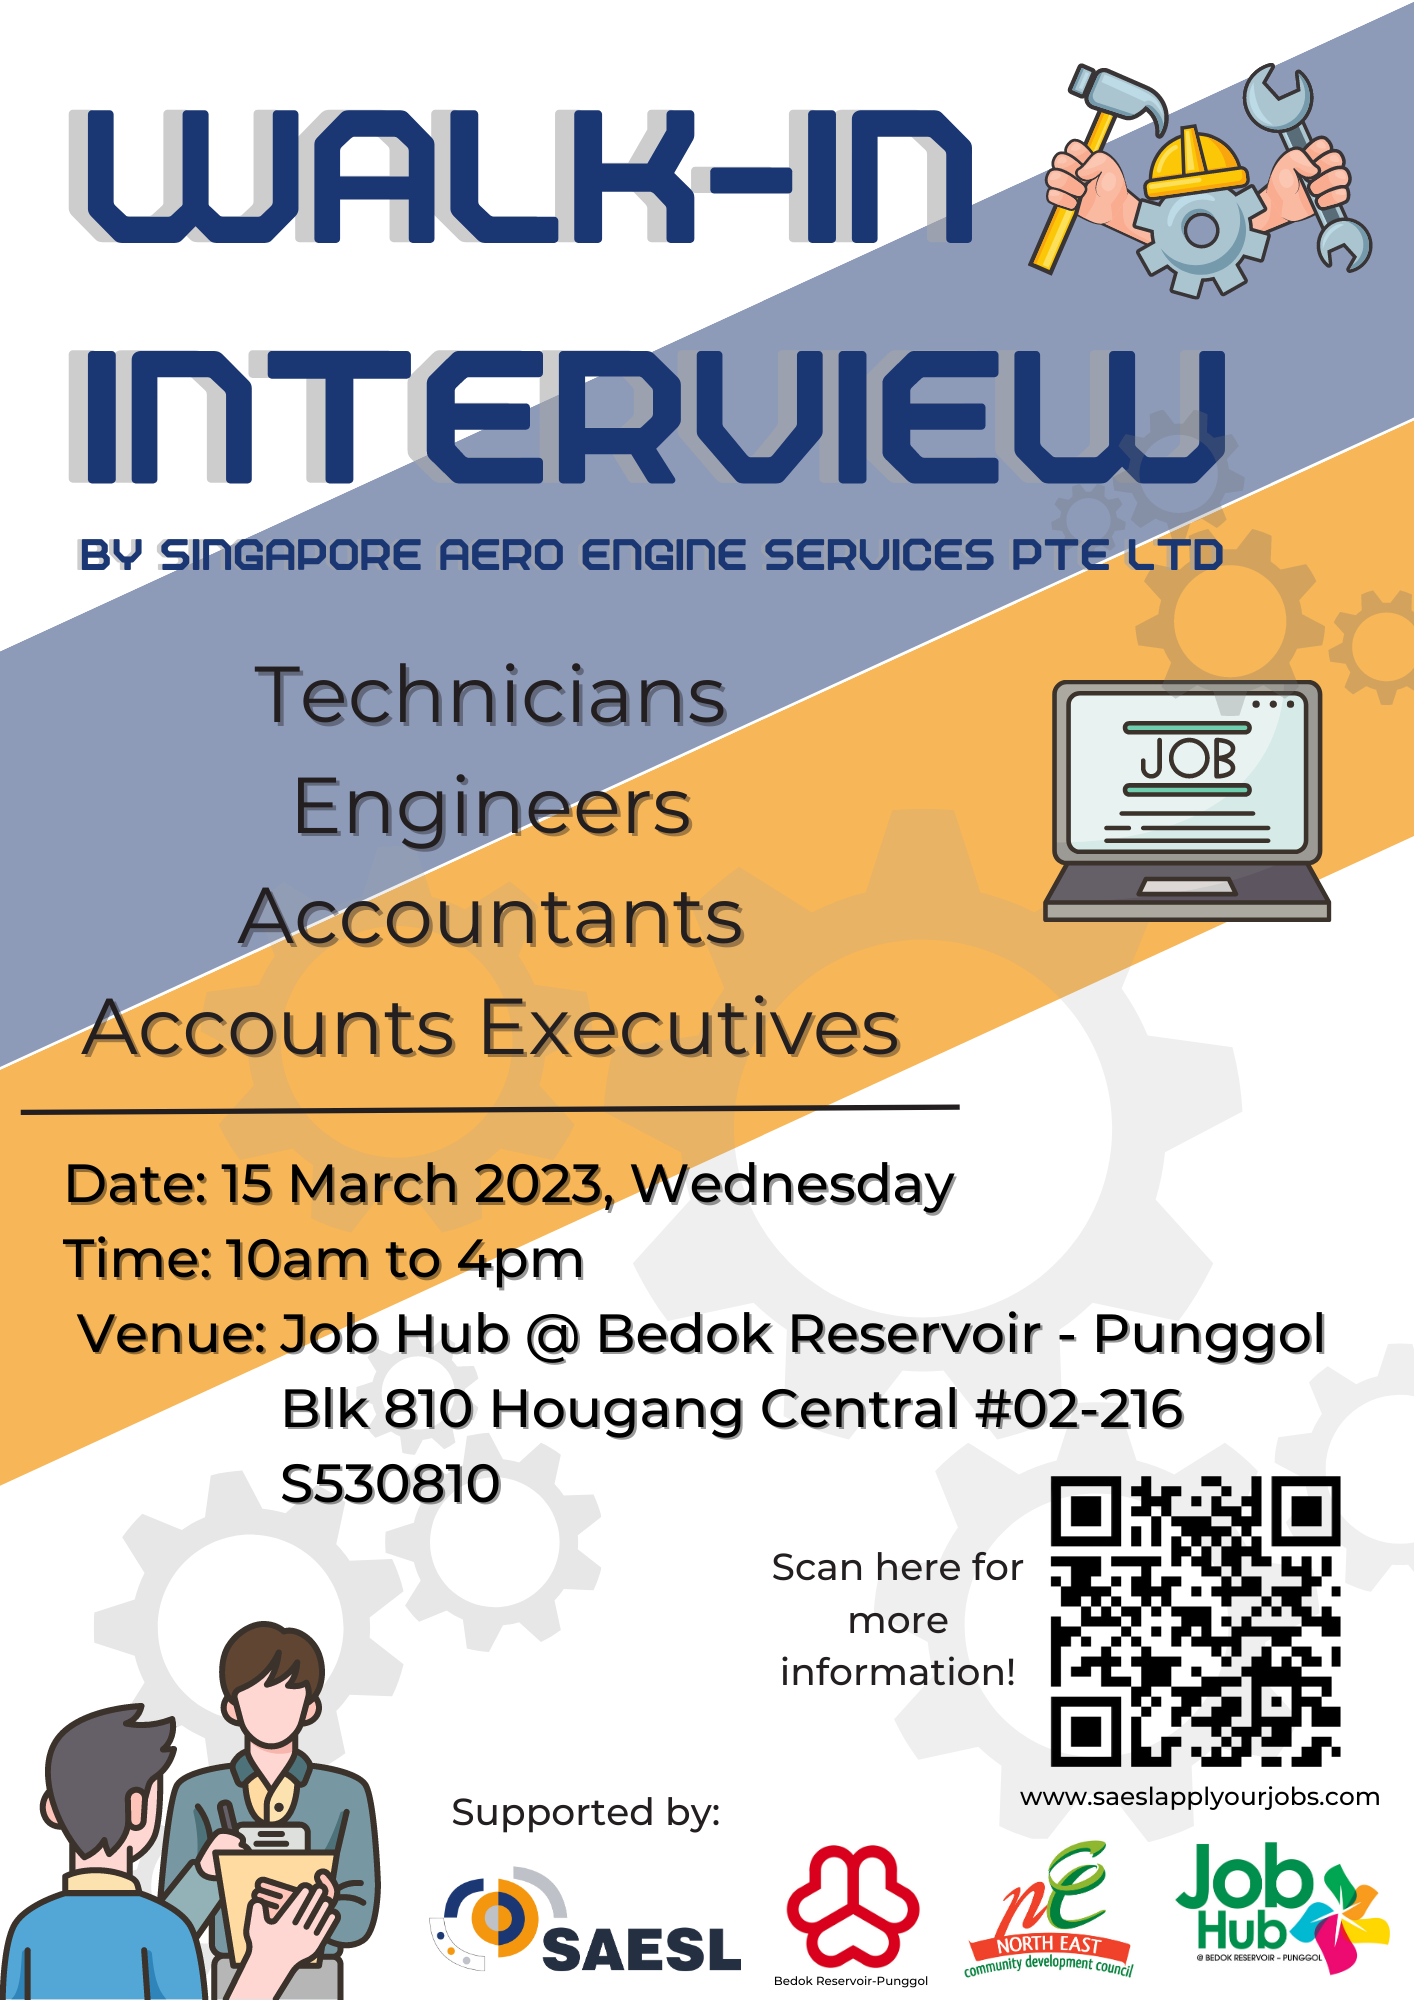 WALK-IN
INTERVIEW
BY SINGAPORE AERO ENGINE SERVICES PTE LTD
Technicians
Engineers
Accountants
Accounts Executives
JOB
Date: 15 March 2023, Wednesday
Time: 10am to 4pm
Venue: Job Hub @ Bedok Reservoir - Punggol
Blk 810 Hougang Central #02-216
S530810
Scan here for
more
information!
www.saeslapplyourjobs.com
Supported by:
SAESL
Bedok Reservoir-Punggol
nE
NORTH EAST
community development council
Job
Hub
@ BEDOK RESERVOIR – PUNGGOL